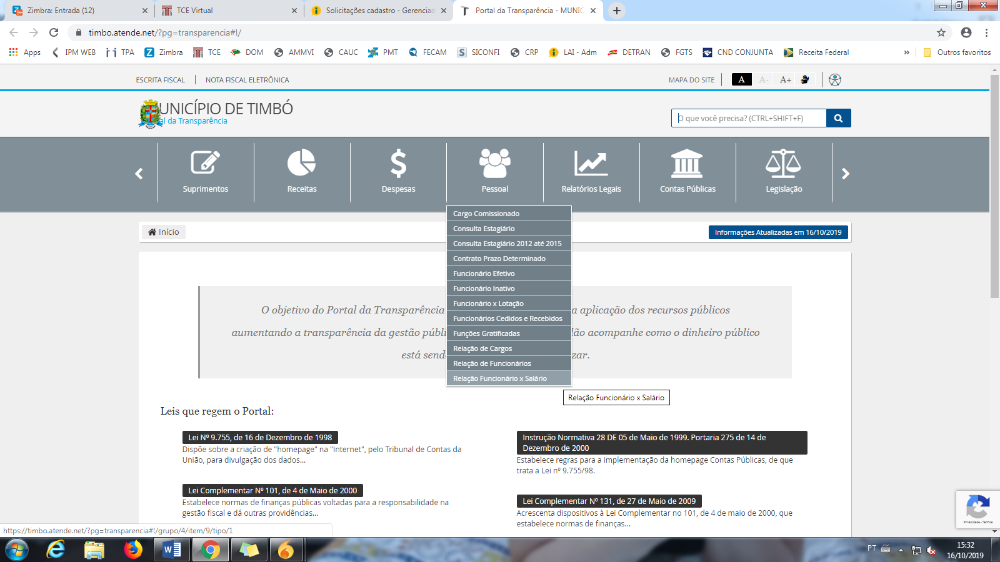 Zimbra: Entrada (12)
TCE Virtual
Solicitações cadastro - Gerenciad
Portal da Transparência - MUNIC
timbo.atende.net/?pg=transparencia#!/
Apps
IPM WEB
TPA
Zimbra
TCE
DOM
AMMVI
CAUC
PMT
FECAM
SICONFI
CRP
LAI - Adm
DETRAN
FGTS
CND CONJUNTA
Receita Federal
»
Outros favoritos
ESCRITA FISCAL
NOTA FISCAL ELETRÔNICA
MAPA DO SITE
A
A-
A+
UNICÍPIO DE TIMBÓ
al da Transparência
O que você precisa? (CTRL+SHIFT+F)
Suprimentos
Receitas
Despesas
Pessoal
Relatórios Legais
Contas Públicas
Legislação
Cargo Comissionado
Consulta Estagiário
Consulta Estagiário 2012 até 2015
Contrato Prazo Determinado
Funcionário Efetivo
Funcionário Inativo
Funcionário x Lotação
Funcionários Cedidos e Recebidos
Funções Gratificadas
Relação de Cargos
Relação de Funcionários
Relação Funcionário x Salário
Relação Funcionário x Salário
Início
Informações Atualizadas em 16/10/2019
O objetivo do Portal da Transparência a aplicação dos recursos públicos
aumentando a transparência da gestão públi lão acompanhe como o dinheiro público
está send zar.
Leis que regem o Portal:
Lei Nº 9.755, de 16 de Dezembro de 1998
Dispõe sobre a criação de "homepage" na "Internet", pelo Tribunal de Contas da
União, para divulgação dos dados...
Lei Complementar Nº 101, de 4 de Maio de 2000
Estabelece normas de finanças públicas voltadas para a responsabilidade na
gestão fiscal e dá outras providências...
Instrução Normativa 28 DE 05 de Maio de 1999. Portaria 275 de 14 de
Dezembro de 2000
Estabelece regras para a implementação da homepage Contas Públicas, de que
trata a Lei nº 9.755/98.
Lei Complementar Nº 131, de 27 de Maio de 2009
Acrescenta dispositivos à Lei Complementar no 101, de 4 de maio de 2000, que
estabelece normas de finanças...
Privacidade - Termos
https://timbo.atende.net/?pg=transparencia#!/grupo/4/item/9/tipo/1
PT
15:32
16/10/2019